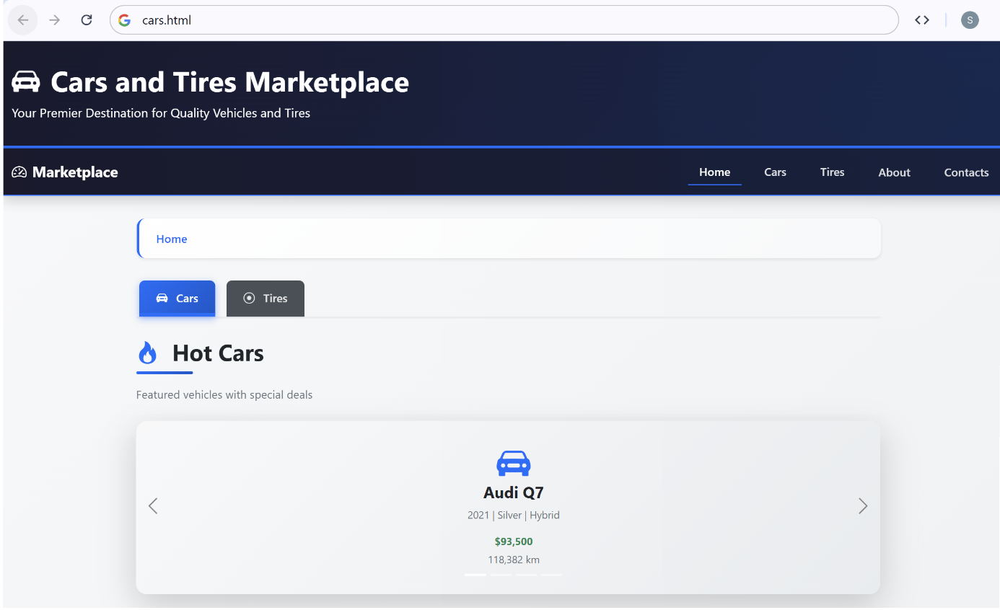 cars.html
S
Cars and Tires Marketplace
Your Premier Destination for Quality Vehicles and Tires
Marketplace
Home Cars Tires About Contacts
Home
Cars Tires
Hot Cars
Featured vehicles with special deals
Audi Q7
2021 | Silver | Hybrid
$93,500
118,382 km